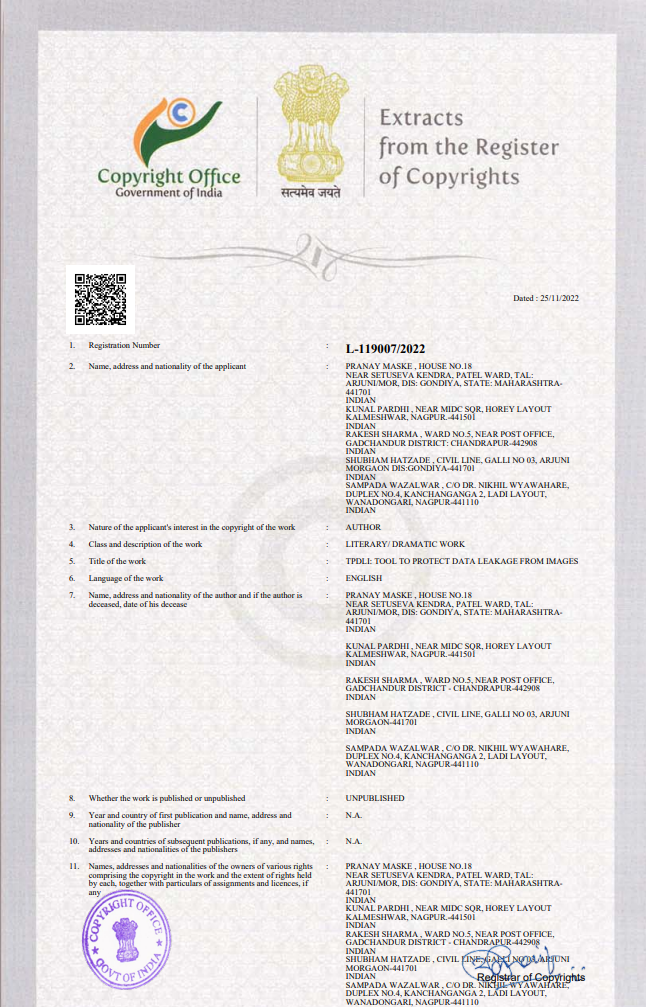 Copyright Office
Government of India
सत्यमेव जयते
Extracts
from the Register
of Copyrights
Dated : 25/11/2022
1. Registration Number : L-119007/2022
2. Name, address and nationality of the applicant : PRANAY MASKE , HOUSE NO.18
NEAR SETUSEVA KENDRA, PATEL WARD, TAL:
ARJUNI/MOR, DIS: GONDIYA, STATE: MAHARASHTRA-
441701
INDIAN
KUNAL PARDHI , NEAR MIDC SQR, HOREY LAYOUT
KALMESHWAR, NAGPUR.-441501
INDIAN
RAKESH SHARMA , WARD NO.5, NEAR POST OFFICE,
GADCHANDUR DISTRICT: CHANDRAPUR-442908
INDIAN
SHUBHAM HATZADE , CIVIL LINE, GALLI NO 03, ARJUNI
MORGAON DIS:GONDIYA-441701
INDIAN
SAMPADA WAZALWAR , C/O DR. NIKHIL WYAWAHARE,
DUPLEX NO.4, KANCHANGANGA 2, LADI LAYOUT,
WANADONGARI, NAGPUR-441110
INDIAN
3. Nature of the applicant's interest in the copyright of the work : AUTHOR
4. Class and description of the work : LITERARY/ DRAMATIC WORK
5. Title of the work : TPDLI: TOOL TO PROTECT DATA LEAKAGE FROM IMAGES
6. Language of the work : ENGLISH
7. Name, address and nationality of the author and if the author is : PRANAY MASKE , HOUSE NO.18
deceased, date of his decease NEAR SETUSEVA KENDRA, PATEL WARD, TAL:
ARJUNI/MOR, DIS: GONDIYA, STATE: MAHARASHTRA-
441701
INDIAN
KUNAL PARDHI , NEAR MIDC SQR, HOREY LAYOUT
KALMESHWAR, NAGPUR.-441501
INDIAN
RAKESH SHARMA , WARD NO.5, NEAR POST OFFICE,
GADCHANDUR DISTRICT - CHANDRAPUR-442908
INDIAN
SHUBHAM HATZADE , CIVIL LINE, GALLI NO 03, ARJUNI
MORGAON-441701
INDIAN
SAMPADA WAZALWAR , C/O DR. NIKHIL WYAWAHARE,
DUPLEX NO.4, KANCHANGANGA 2, LADI LAYOUT,
WANADONGARI, NAGPUR-441110
INDIAN
8. Whether the work is published or unpublished : UNPUBLISHED
9. Year and country of first publication and name, address and : N.A.
nationality of the publisher
10. Years and countries of subsequent publications, if any, and names, : N.A.
addresses and nationalities of the publishers
11. Names, addresses and nationalities of the owners of various rights : PRANAY MASKE , HOUSE NO.18
comprising the copyright in the work and the extent of rights held NEAR SETUSEVA KENDRA, PATEL WARD, TAL:
by each, together with particulars of assignments and licences, if ARJUNI/MOR, DIS: GONDIYA, STATE: MAHARASHTRA-
any 441701
INDIAN
KUNAL PARDHI , NEAR MIDC SQR, HOREY LAYOUT
KALMESHWAR, NAGPUR-441501
INDIAN
RAKESH SHARMA , WARD NO.5, NEAR POST OFFICE,
GADCHANDUR DISTRICT - CHANDRAPUR-442908
INDIAN
SHUBHAM HATZADE , CIVIL LINE, GALLI NO 03, ARJUNI
MORGAON-441701
INDIAN
SAMPADA WAZALWAR , C/O DR. NIKHIL WYAWAHARE,
DUPLEX NO.4, KANCHANGANGA 2, LADI LAYOUT,
WANADONGARI, NAGPUR-441110
COPYRIGHT OFFICE
GOVT OF INDIA
Registrar of Copyrights